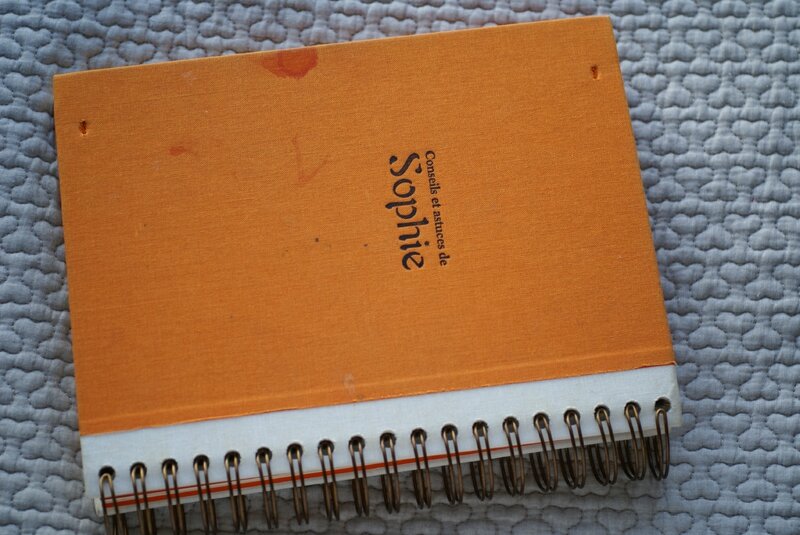 Conseils et astuces de
Sophie